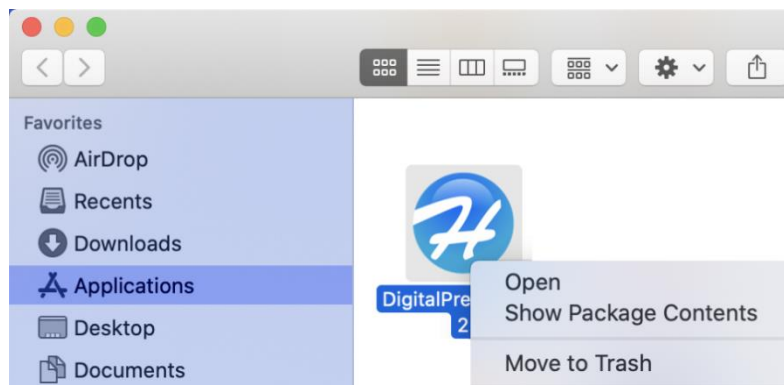 Favorites
AirDrop
Recents
Downloads
Applications
Desktop
Documents
DigitalPre
2
Open
Show Package Contents
Move to Trash